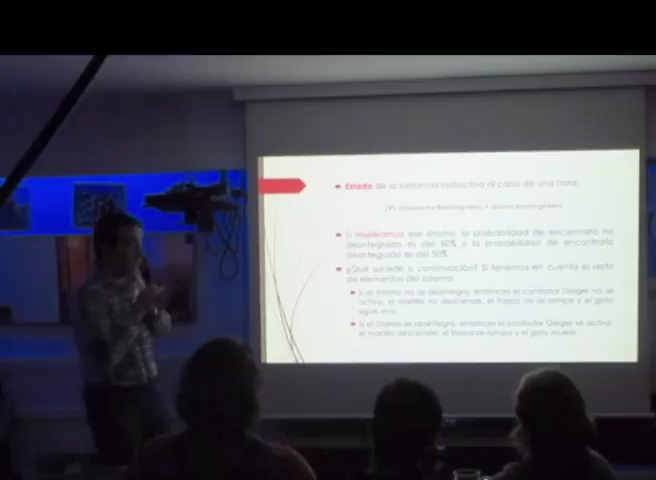 Estado de la sustancia radiactiva al cabo de una hora:
Si midiéramos ese átomo, la probabilidad de encontrarlo no
desintegrado es del 50% y la probabilidad de encontrarlo
desintegrado es del 50%.
¿Qué sucede a continuación? Si tenemos en cuenta el resto
de elementos del sistema:
Si el átomo no se desintegra, entonces el contador Geiger no se
activa, el martillo no desciende, el frasco no se rompe y el gato
sigue vivo.
Si el átomo se desintegra, entonces el contador Geiger se activa,
el martillo desciende, el frasco se rompe y el gato muere.